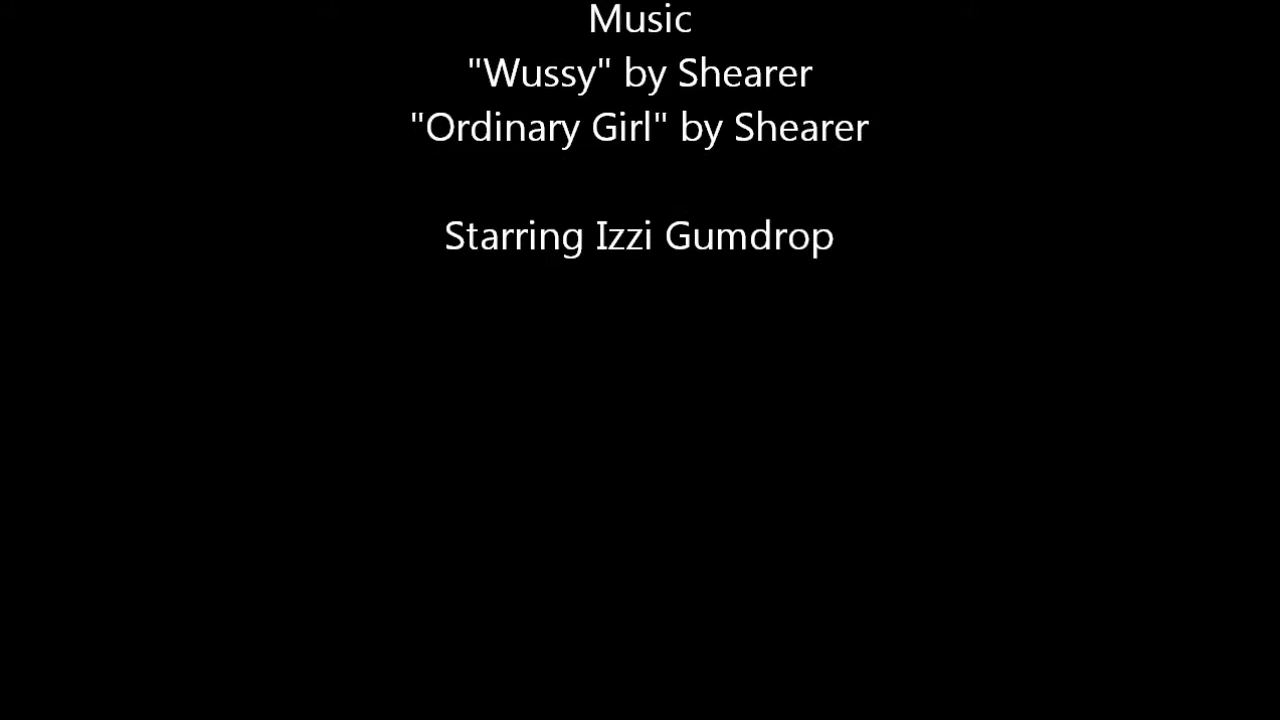 Music
"Wussy" by Shearer
"Ordinary Girl" by Shearer
Starring Izzi Gumdrop